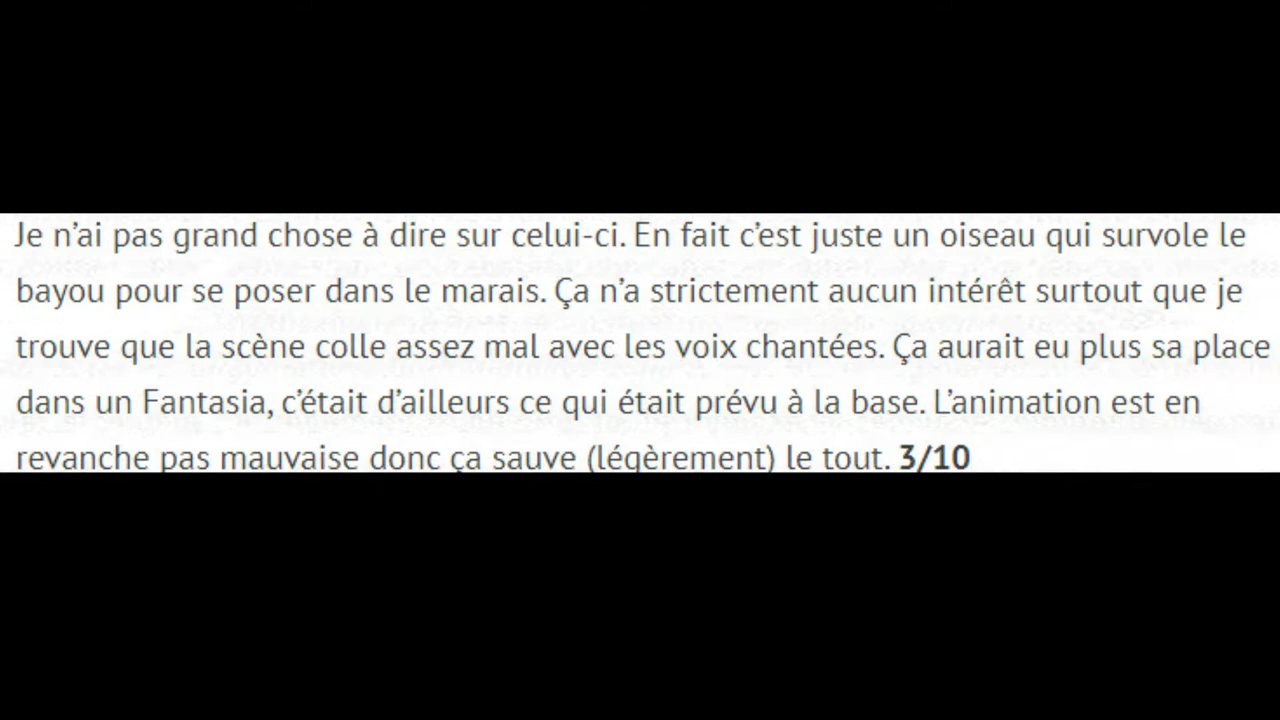 Je n’ai pas grand chose à dire sur celui-ci. En fait c’est juste un oiseau qui survole le
bayou pour se poser dans le marais. Ça n’a strictement aucun intérêt surtout que je
trouve que la scène colle assez mal avec les voix chantées. Ça aurait eu plus sa place
dans un Fantasia, c’était d’ailleurs ce qui était prévu à la base. L’animation est en
revanche pas mauvaise donc ça sauve (légèrement) le tout. 3/10